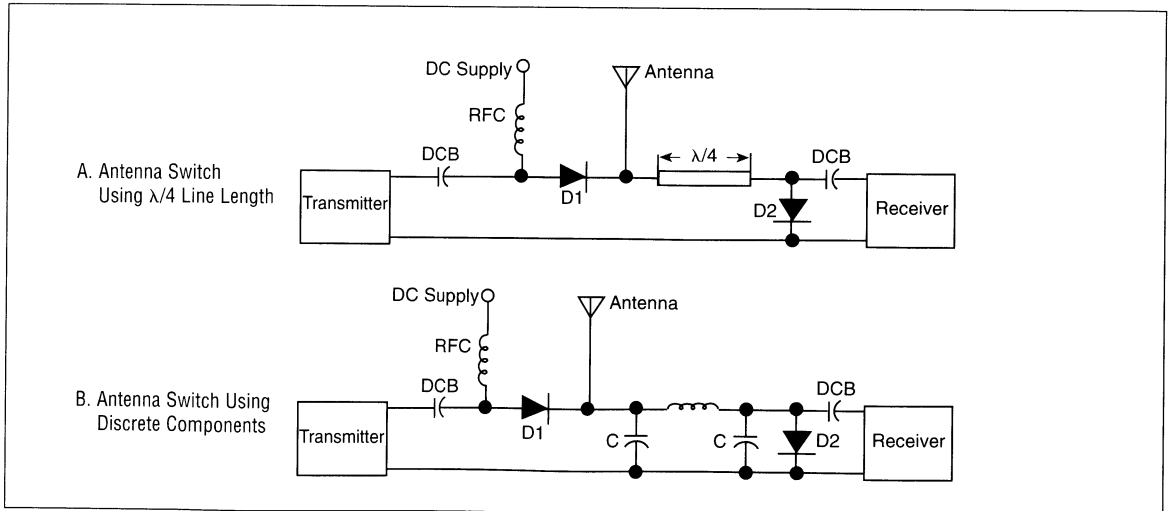 DC Supply
Antenna
RFC
λ/4
DCB
DCB
A. Antenna Switch
Using λ/4 Line Length
Transmitter
D1
D2
Receiver
DC Supply
Antenna
RFC
DCB
DCB
B. Antenna Switch Using
Discrete Components
Transmitter
D1
C
C
D2
Receiver